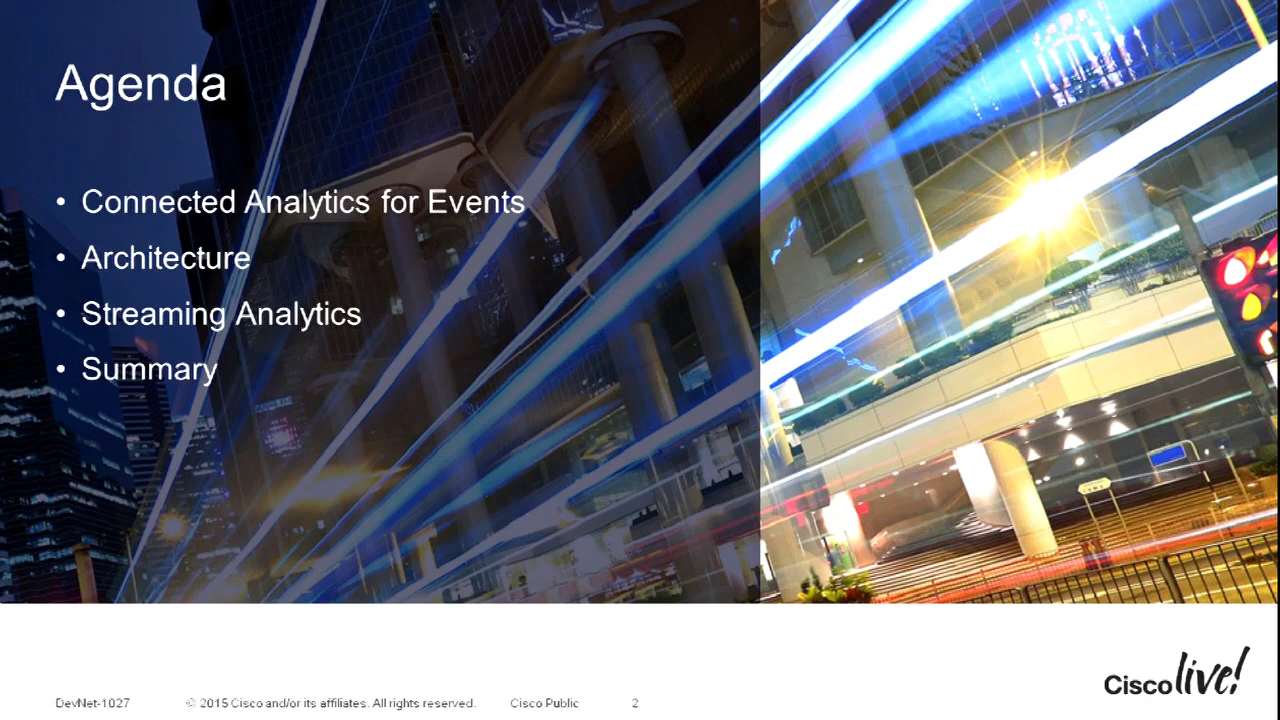 Agenda
• Connected Analytics for Events
• Architecture
• Streaming Analytics
• Summary
DevNet-1027 © 2015 Cisco and/or its affiliates. All rights reserved. Cisco Public 2
Cisco live!